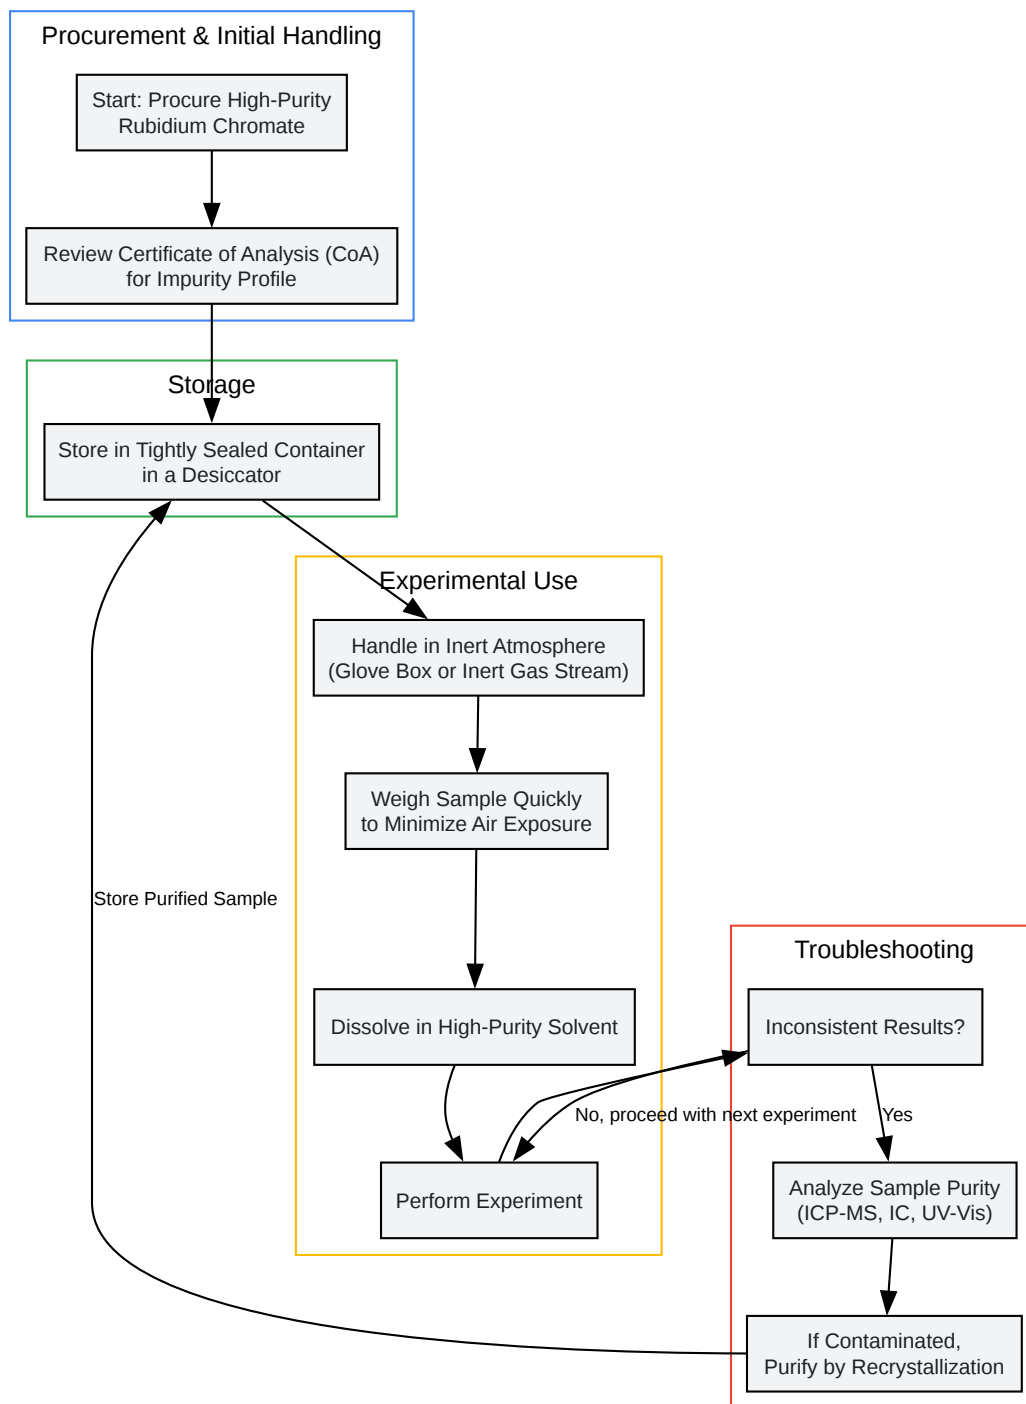 Procurement & Initial Handling
Start: Procure High-Purity
Rubidium Chromate
Review Certificate of Analysis (CoA)
for Impurity Profile
Storage
Store in Tightly Sealed Container
in a Desiccator
Experimental Use
Handle in Inert Atmosphere
(Glove Box or Inert Gas Stream)
Weigh Sample Quickly
to Minimize Air Exposure
Store Purified Sample
Dissolve in High-Purity Solvent
Perform Experiment
Troubleshooting
Inconsistent Results?
No, proceed with next experiment
Yes
Analyze Sample Purity
(ICP-MS, IC, UV-Vis)
If Contaminated,
Purify by Recrystallization